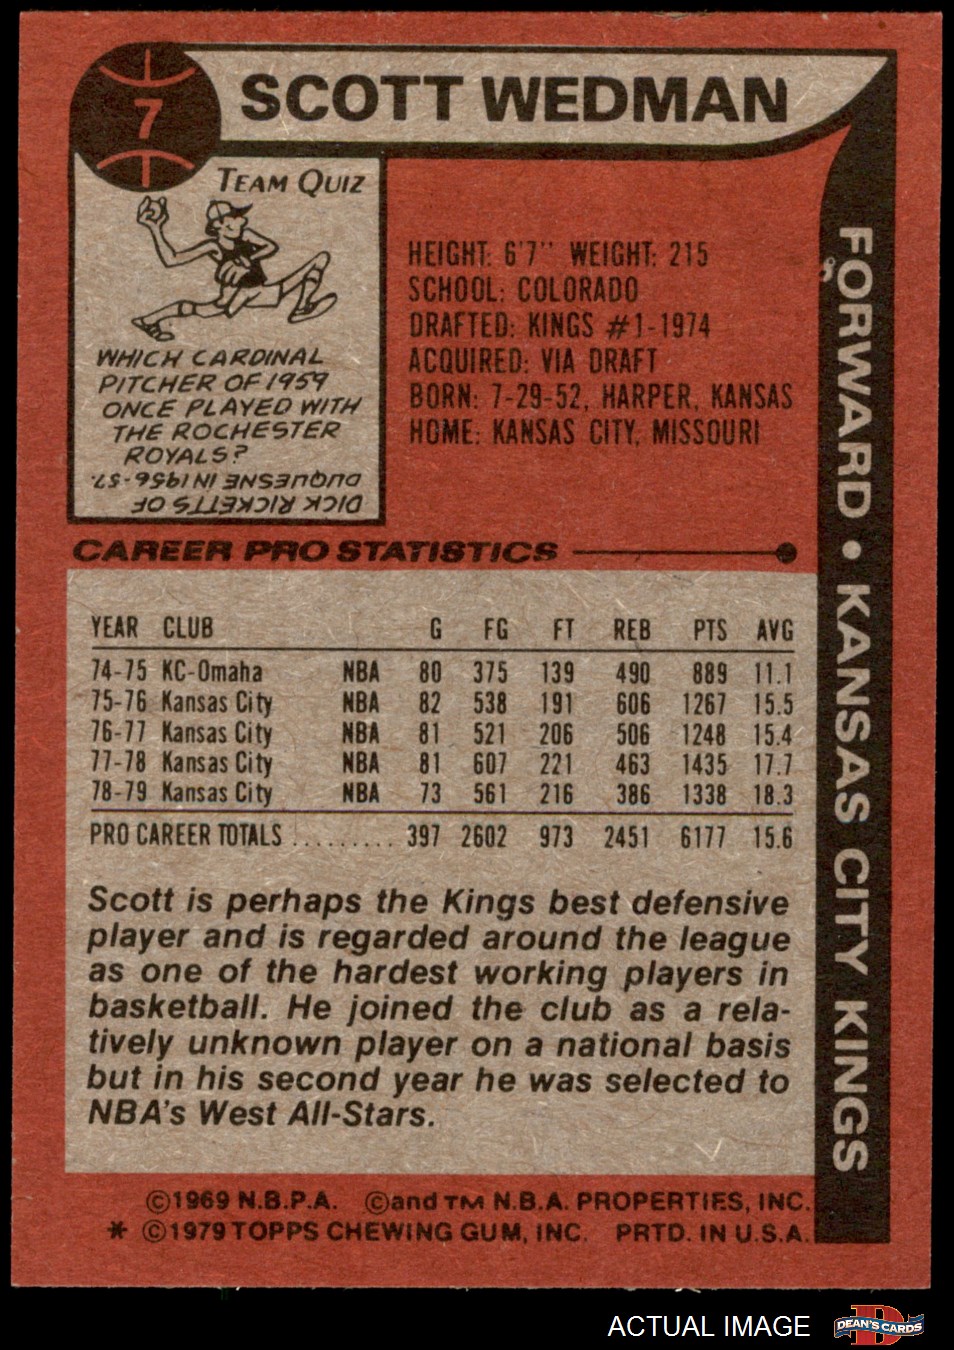 7
SCOTT WEDMAN
TEAM QUIZ
WHICH CARDINAL
PITCHER OF 1959
ONCE PLAYED WITH
THE ROCHESTER
ROYALS?
DICK RICKETTS OF
DUQUESNE IN 1956-57.
HEIGHT: 6'7" WEIGHT: 215
SCHOOL: COLORADO
DRAFTED: KINGS #1-1974
ACQUIRED: VIA DRAFT
BORN: 7-29-52, HARPER, KANSAS
HOME: KANSAS CITY, MISSOURI
FORWARD • KANSAS CITY KINGS
CAREER PRO STATISTICS
YEAR CLUB G FG FT REB PTS AVG
74-75 KC-Omaha NBA 80 375 139 490 889 11.1
75-76 Kansas City NBA 82 538 191 606 1267 15.5
76-77 Kansas City NBA 81 521 206 506 1248 15.4
77-78 Kansas City NBA 81 607 221 463 1435 17.7
78-79 Kansas City NBA 73 561 216 386 1338 18.3
PRO CAREER TOTALS ......... 397 2602 973 2451 6177 15.6
Scott is perhaps the Kings best defensive
player and is regarded around the league
as one of the hardest working players in
basketball. He joined the club as a rela-
tively unknown player on a national basis
but in his second year he was selected to
NBA's West All-Stars.
©1969 N.B.P.A. ©and TM N.B.A. PROPERTIES, INC.
* ©1979 TOPPS CHEWING GUM, INC. PRTD. IN U.S.A.
ACTUAL IMAGE
D
DEAN'S CARDS